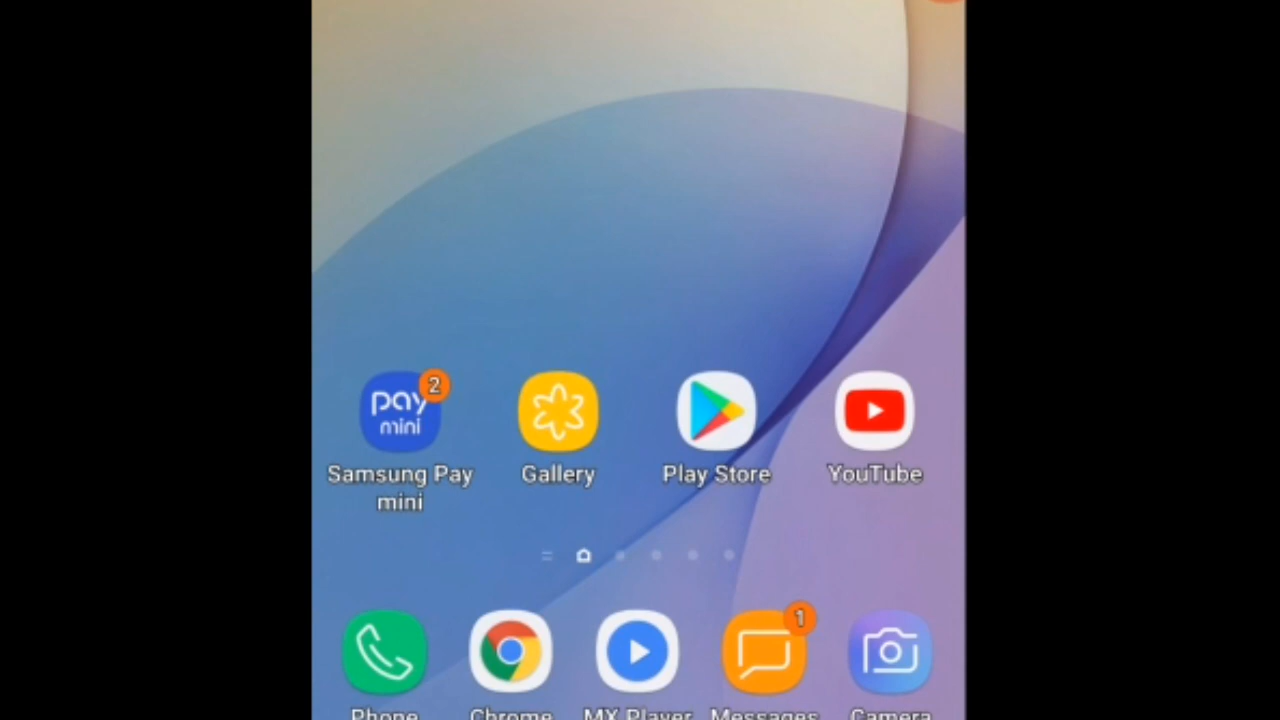 pay
mini
2
Samsung Pay
mini
Gallery
Play Store
YouTube
1
Phone
Chrome
MX Player
Messages
Camera